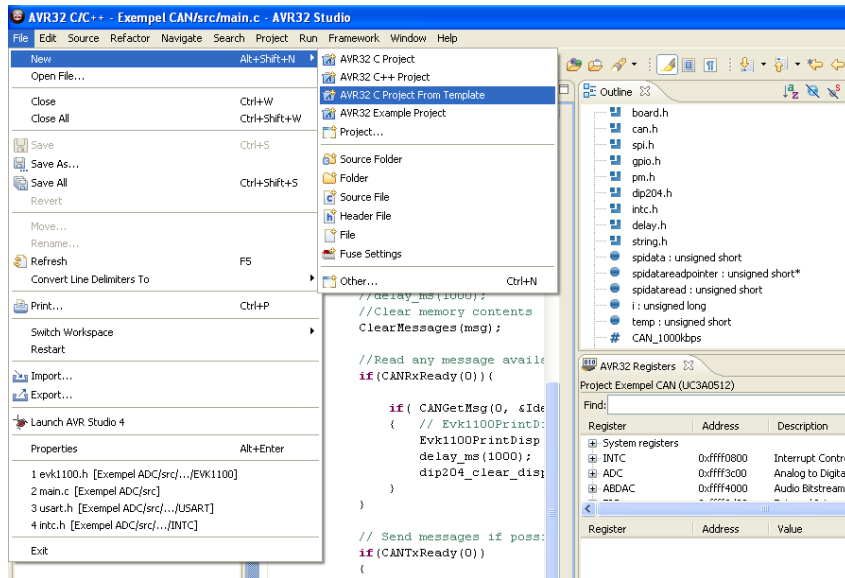 AVR32 C/C++ - Exempel CAN/src/main.c - AVR32 Studio
File Edit Source Refactor Navigate Search Project Run Framework Window Help
New Alt+Shift+N
Open File...
Close Ctrl+W
Close All Ctrl+Shift+W
Save Ctrl+S
Save As...
Save All Ctrl+Shift+S
Revert
Move...
Rename...
Refresh F5
Convert Line Delimiters To
Print... Ctrl+P
Switch Workspace
Restart
Import...
Export...
Launch AVR Studio 4
Properties Alt+Enter
1 evk1100.h [Exempel ADC/src/.../EVK1100]
2 main.c [Exempel ADC/src]
3 usart.h [Exempel ADC/src/.../USART]
4 intc.h [Exempel ADC/src/.../INTC]
Exit
AVR32 C Project
AVR32 C++ Project
AVR32 C Project From Template
AVR32 Example Project
Project...
Source Folder
Folder
Source File
Header File
File
Fuse Settings
Other... Ctrl+N
//delay_ms(1000);
//Clear memory contents
ClearMessages(msg);
//Read any message availa
if(CANRxReady(0)){
if( CANGetMsg(0, &Ide
{ // Evk1100PrintD:
Evk1100PrintDisp
delay_ms(1000);
dip204_clear_disp
}
}
// Send messages if poss:
if(CANTxReady(0))
{
Outline
board.h
can.h
spi.h
gpio.h
pm.h
dip204.h
intc.h
delay.h
string.h
spidata : unsigned short
spidatareadpointer : unsigned short*
spidataread : unsigned short
i : unsigned long
temp : unsigned short
# CAN_1000kbps
AVR32 Registers
Project Exempel CAN (UC3A0512)
Find:
Register Address Description
System registers
INTC 0xffff0800 Interrupt Contr
ADC 0xffff3c00 Analog to Digita
ABDAC 0xffff4000 Audio Bitstream
Register Address Value